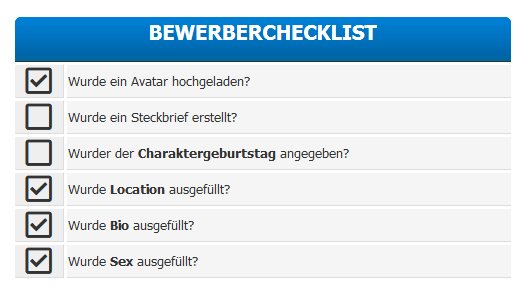 BEWERBERCHECKLIST
Wurde ein Avatar hochgeladen?
Wurde ein Steckbrief erstellt?
Wurder der Charaktergeburtstag angegeben?
Wurde Location ausgefüllt?
Wurde Bio ausgefüllt?
Wurde Sex ausgefüllt?